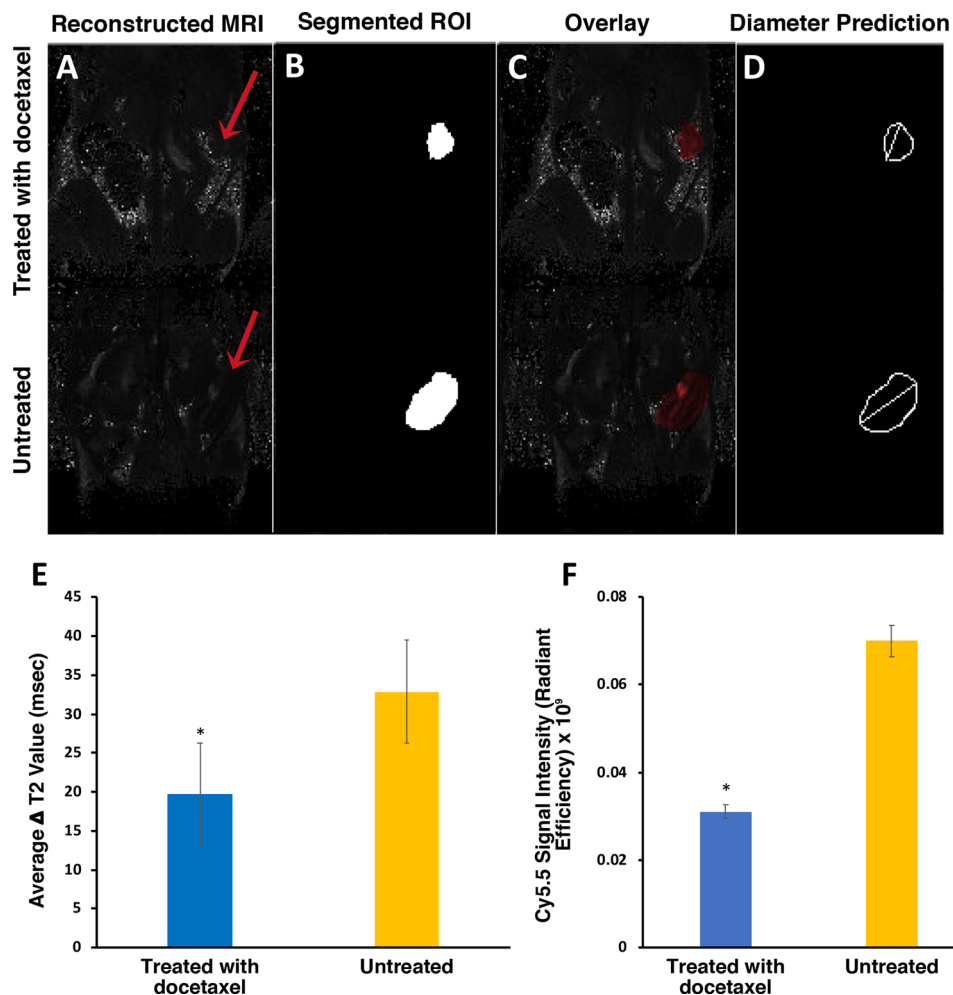 Reconstructed MRI
Segmented ROI
Overlay
Diameter Prediction
A
B
C
D
Treated with docetaxel
Untreated
E
Average Δ T2 Value (msec)
45
40
35
30
25
20
15
10
5
0
*
Treated with
docetaxel
Untreated
F
Cy5.5 Signal Intensity (Radiant
Efficiency) x 10⁹
0.08
0.06
0.04
0.02
0
*
Treated with
docetaxel
Untreated